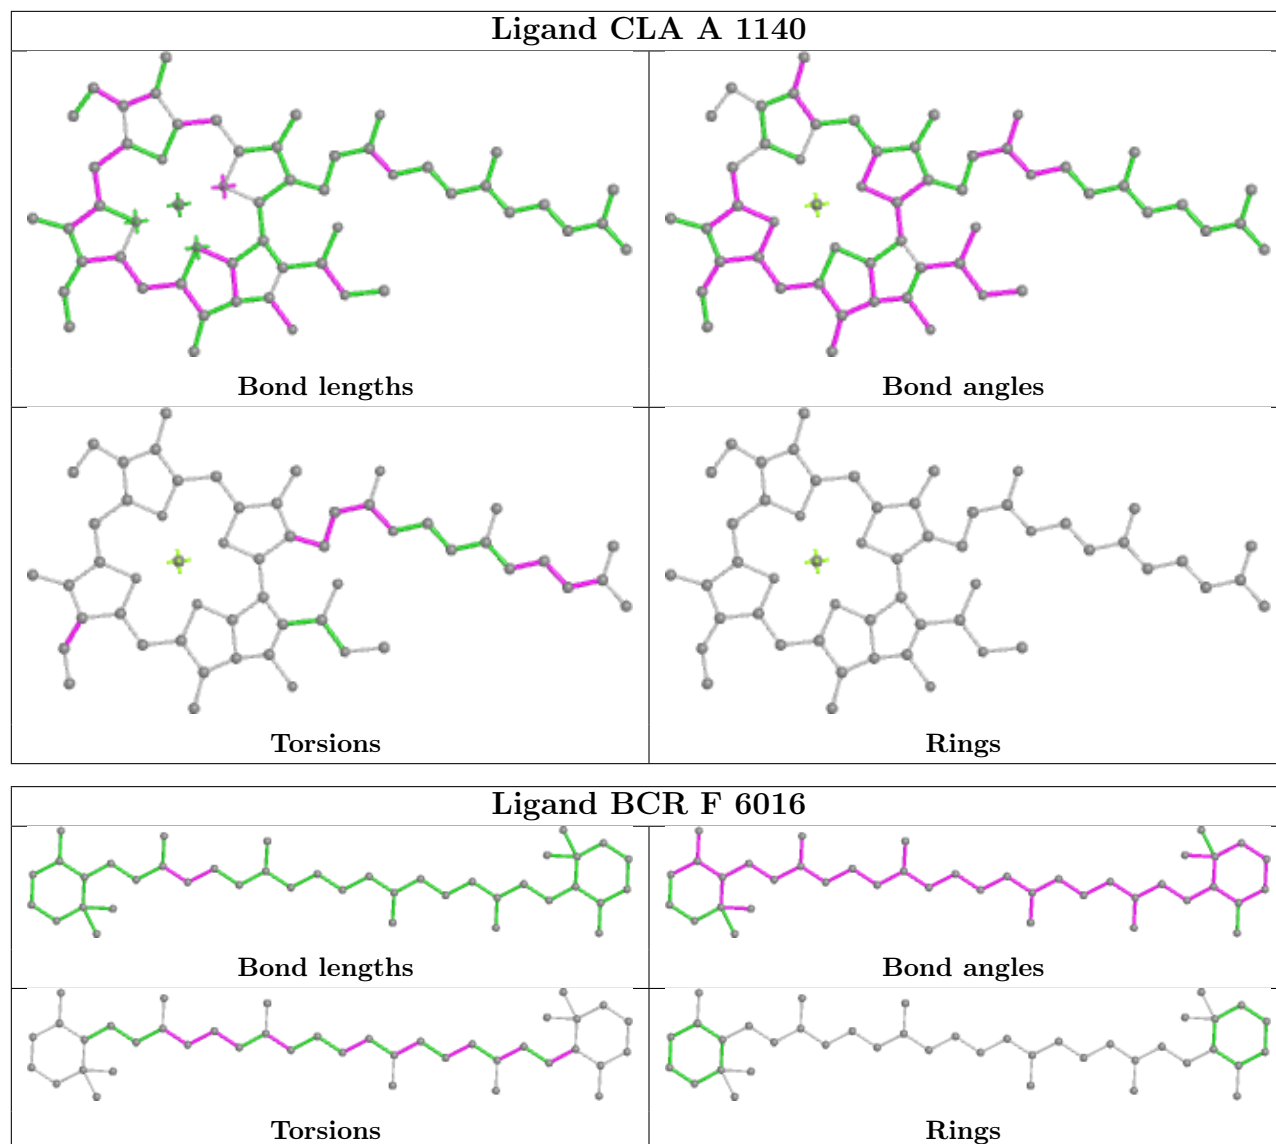 Ligand CLA A 1140
Bond lengths
Bond angles
Torsions
Rings
Ligand BCR F 6016
Bond lengths
Bond angles
Torsions
Rings